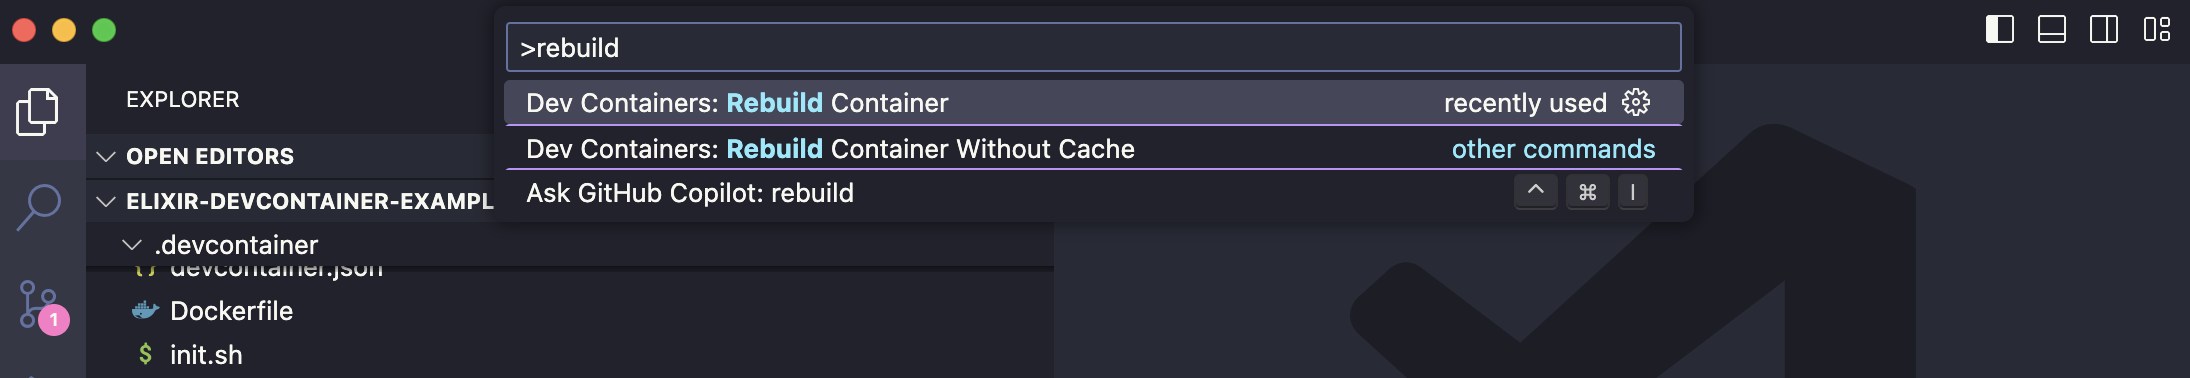 >rebuild
EXPLORER
Dev Containers: Rebuild Container recently used
OPEN EDITORS
Dev Containers: Rebuild Container Without Cache other commands
ELIXIR-DEVCONTAINER-EXAMPL
Ask GitHub Copilot: rebuild ^ ⌘ I
.devcontainer
{} devcontainer.json
Dockerfile
1
$ init.sh